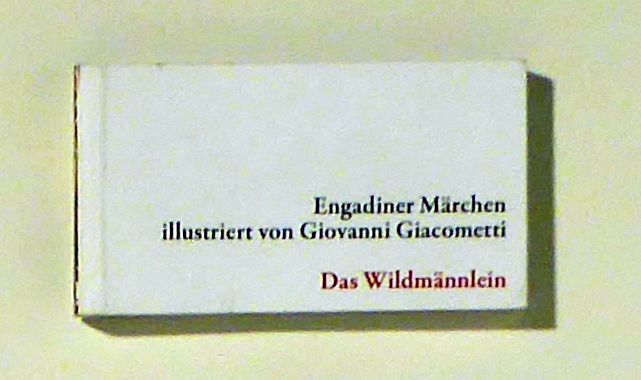 Engadiner Märchen
illustriert von Giovanni Giacometti
Das Wildmännlein